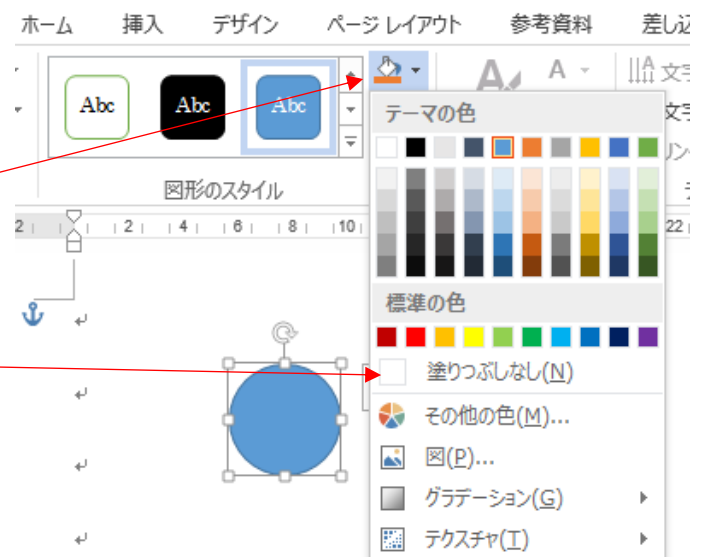 ホーム 挿入 デザイン ページ レイアウト 参考資料 差し込
Abc Abc Abc A A 文字
図形のスタイル
テーマの色
2 2 4 6 8 10 22
標準の色
塗りつぶしなし(N)
その他の色(M)...
図(P)...
グラデーション(G)
テクスチャ(T)